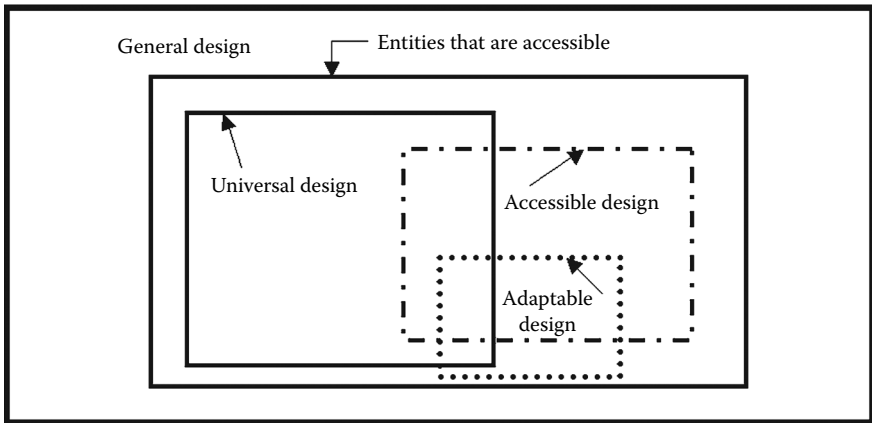 General design
Entities that are accessible
Universal design
Accessible design
Adaptable
design